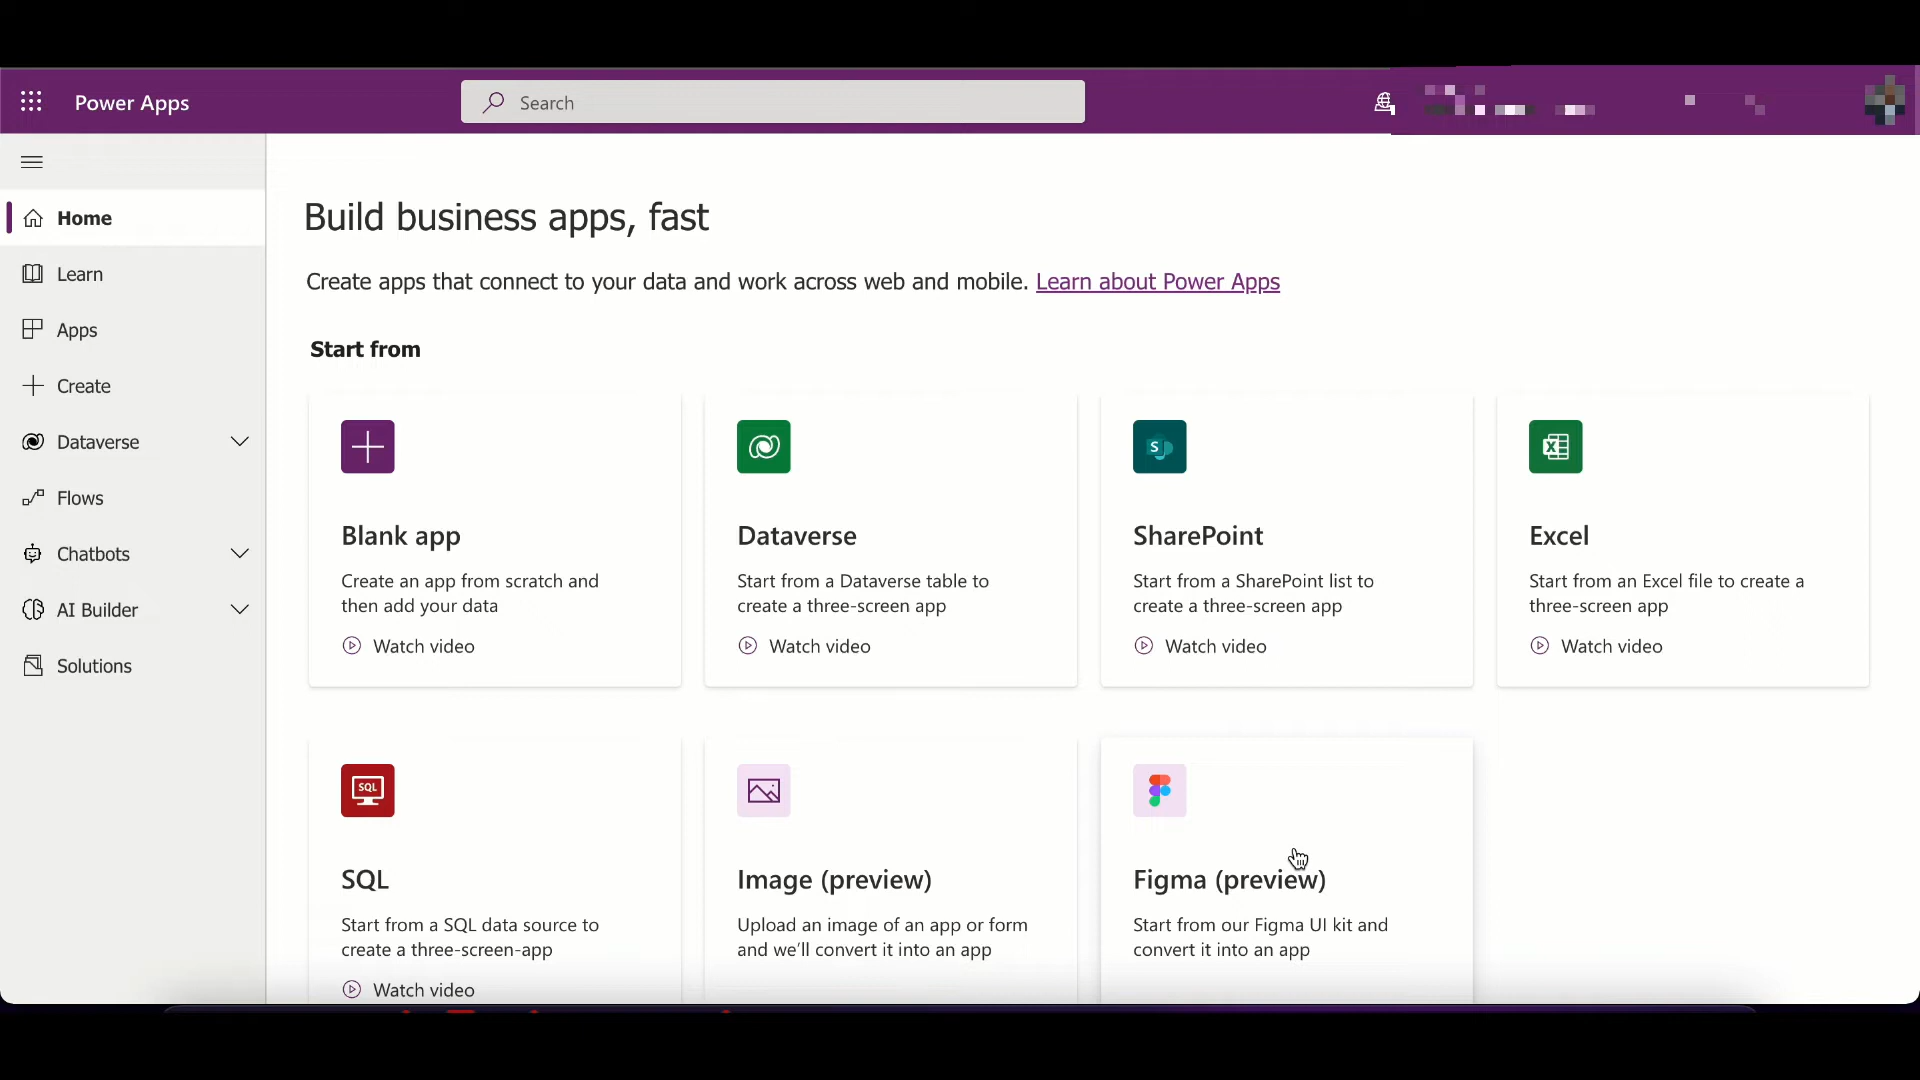 Power Apps
Search
Home
Learn
Apps
Create
Dataverse
Flows
Chatbots
AI Builder
Solutions
Build business apps, fast
Create apps that connect to your data and work across web and mobile. Learn about Power Apps
Start from
Blank app
Create an app from scratch and
then add your data
Watch video
Dataverse
Start from a Dataverse table to
create a three-screen app
Watch video
S
SharePoint
Start from a SharePoint list to
create a three-screen app
Watch video
X
Excel
Start from an Excel file to create a
three-screen app
Watch video
SQL
SQL
Start from a SQL data source to
create a three-screen-app
Watch video
Image (preview)
Upload an image of an app or form
and we’ll convert it into an app
Figma (preview)
Start from our Figma UI kit and
convert it into an app